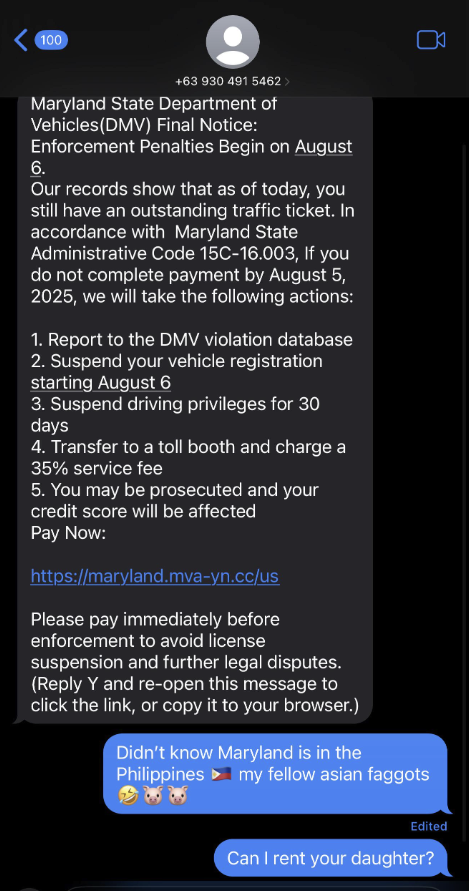 100
+63 930 491 5462
Maryland State Department of
Vehicles(DMV) Final Notice:
Enforcement Penalties Begin on August
6.
Our records show that as of today, you
still have an outstanding traffic ticket. In
accordance with  Maryland State
Administrative Code 15C-16.003, If you
do not complete payment by August 5,
2025, we will take the following actions:
1. Report to the DMV violation database
2. Suspend your vehicle registration
starting August 6
3. Suspend driving privileges for 30
days
4. Transfer to a toll booth and charge a
35% service fee
5. You may be prosecuted and your
credit score will be affected
Pay Now:
https://maryland.mva-yn.cc/us
Please pay immediately before
enforcement to avoid license
suspension and further legal disputes.
(Reply Y and re-open this message to
click the link, or copy it to your browser.)
Didn’t know Maryland is in the
Philippines 🇵🇭 my fellow asian faggots
🤣🐷🐷
Edited
Can I rent your daughter?